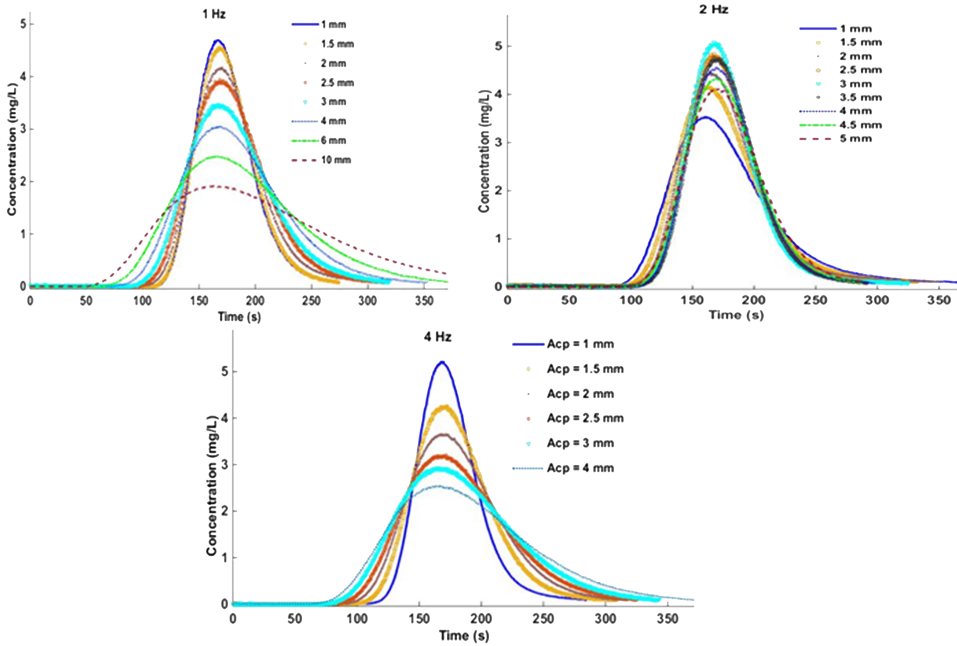 1 Hz
Concentration (mg/L)
5
4
3
2
1
0
0 50 100 150 200 250 300 350
Time (s)
1 mm
1.5 mm
2 mm
2.5 mm
3 mm
4 mm
6 mm
10 mm
2 Hz
Concentration (mg/L)
5
4
3
2
1
0
0 50 100 150 200 250 300 350
Time (s)
1 mm
1.5 mm
2 mm
2.5 mm
3 mm
3.5 mm
4 mm
4.5 mm
5 mm
4 Hz
Concentration (mg/L)
5
4
3
2
1
0
0 50 100 150 200 250 300 350
Time (s)
Acp = 1 mm
Acp = 1.5 mm
Acp = 2 mm
Acp = 2.5 mm
Acp = 3 mm
Acp = 4 mm